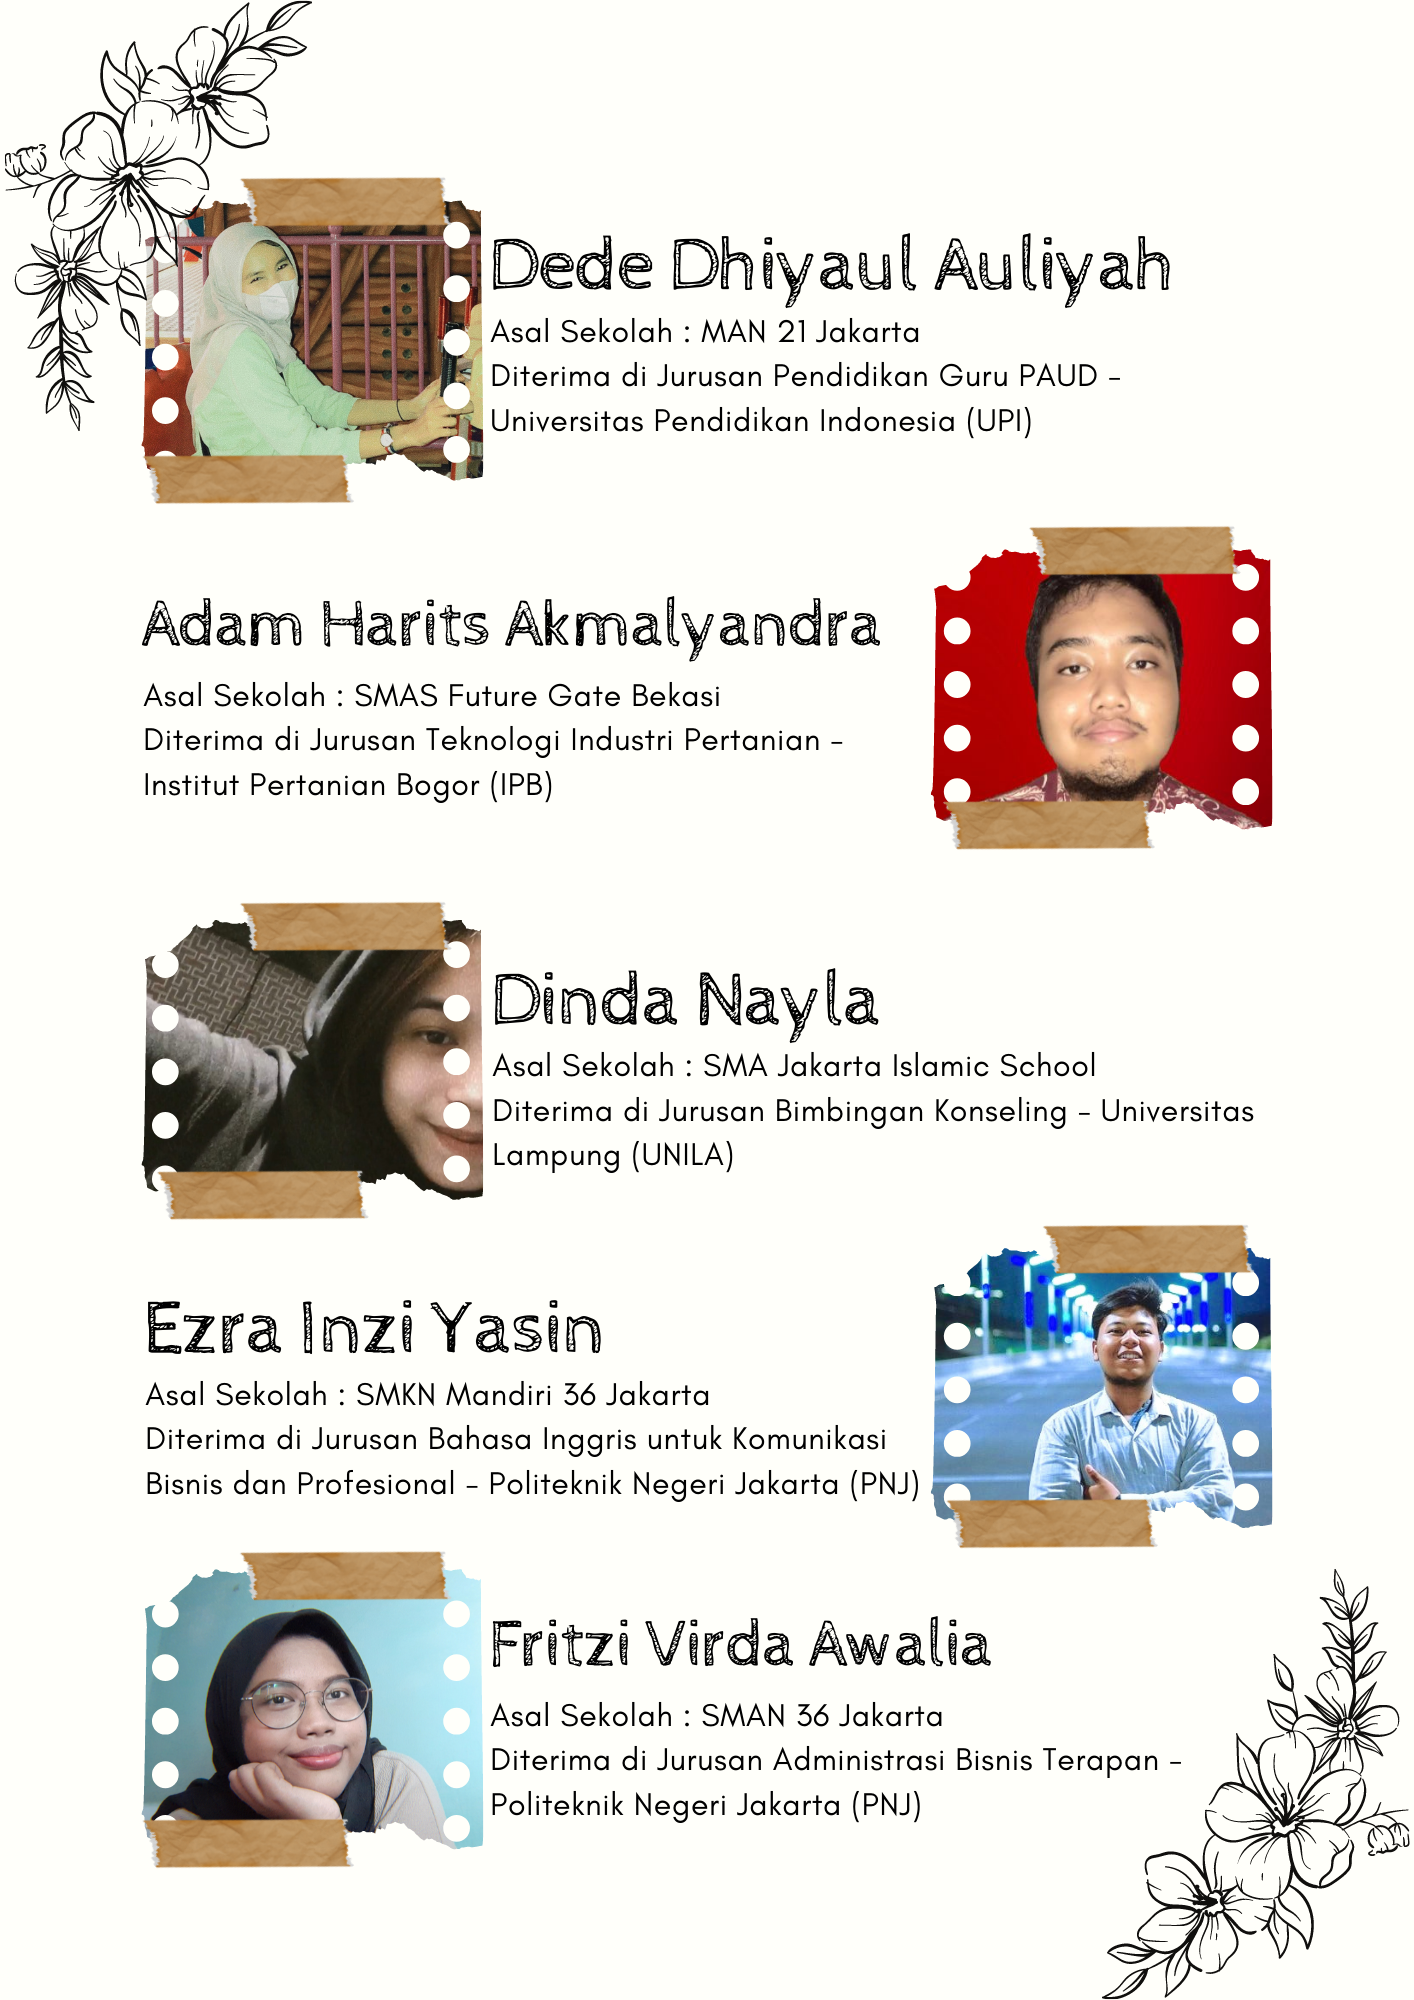 Dede Dhiyaul Auliyah
Asal Sekolah : MAN 21 Jakarta
Diterima di Jurusan Pendidikan Guru PAUD -
Universitas Pendidikan Indonesia (UPI)
Adam Harits Akmalyandra
Asal Sekolah : SMAS Future Gate Bekasi
Diterima di Jurusan Teknologi Industri Pertanian -
Institut Pertanian Bogor (IPB)
Dinda Nayla
Asal Sekolah : SMA Jakarta Islamic School
Diterima di Jurusan Bimbingan Konseling - Universitas
Lampung (UNILA)
Ezra Inzi Yasin
Asal Sekolah : SMKN Mandiri 36 Jakarta
Diterima di Jurusan Bahasa Inggris untuk Komunikasi
Bisnis dan Profesional - Politeknik Negeri Jakarta (PNJ)
Fritzi Virda Awalia
Asal Sekolah : SMAN 36 Jakarta
Diterima di Jurusan Administrasi Bisnis Terapan -
Politeknik Negeri Jakarta (PNJ)